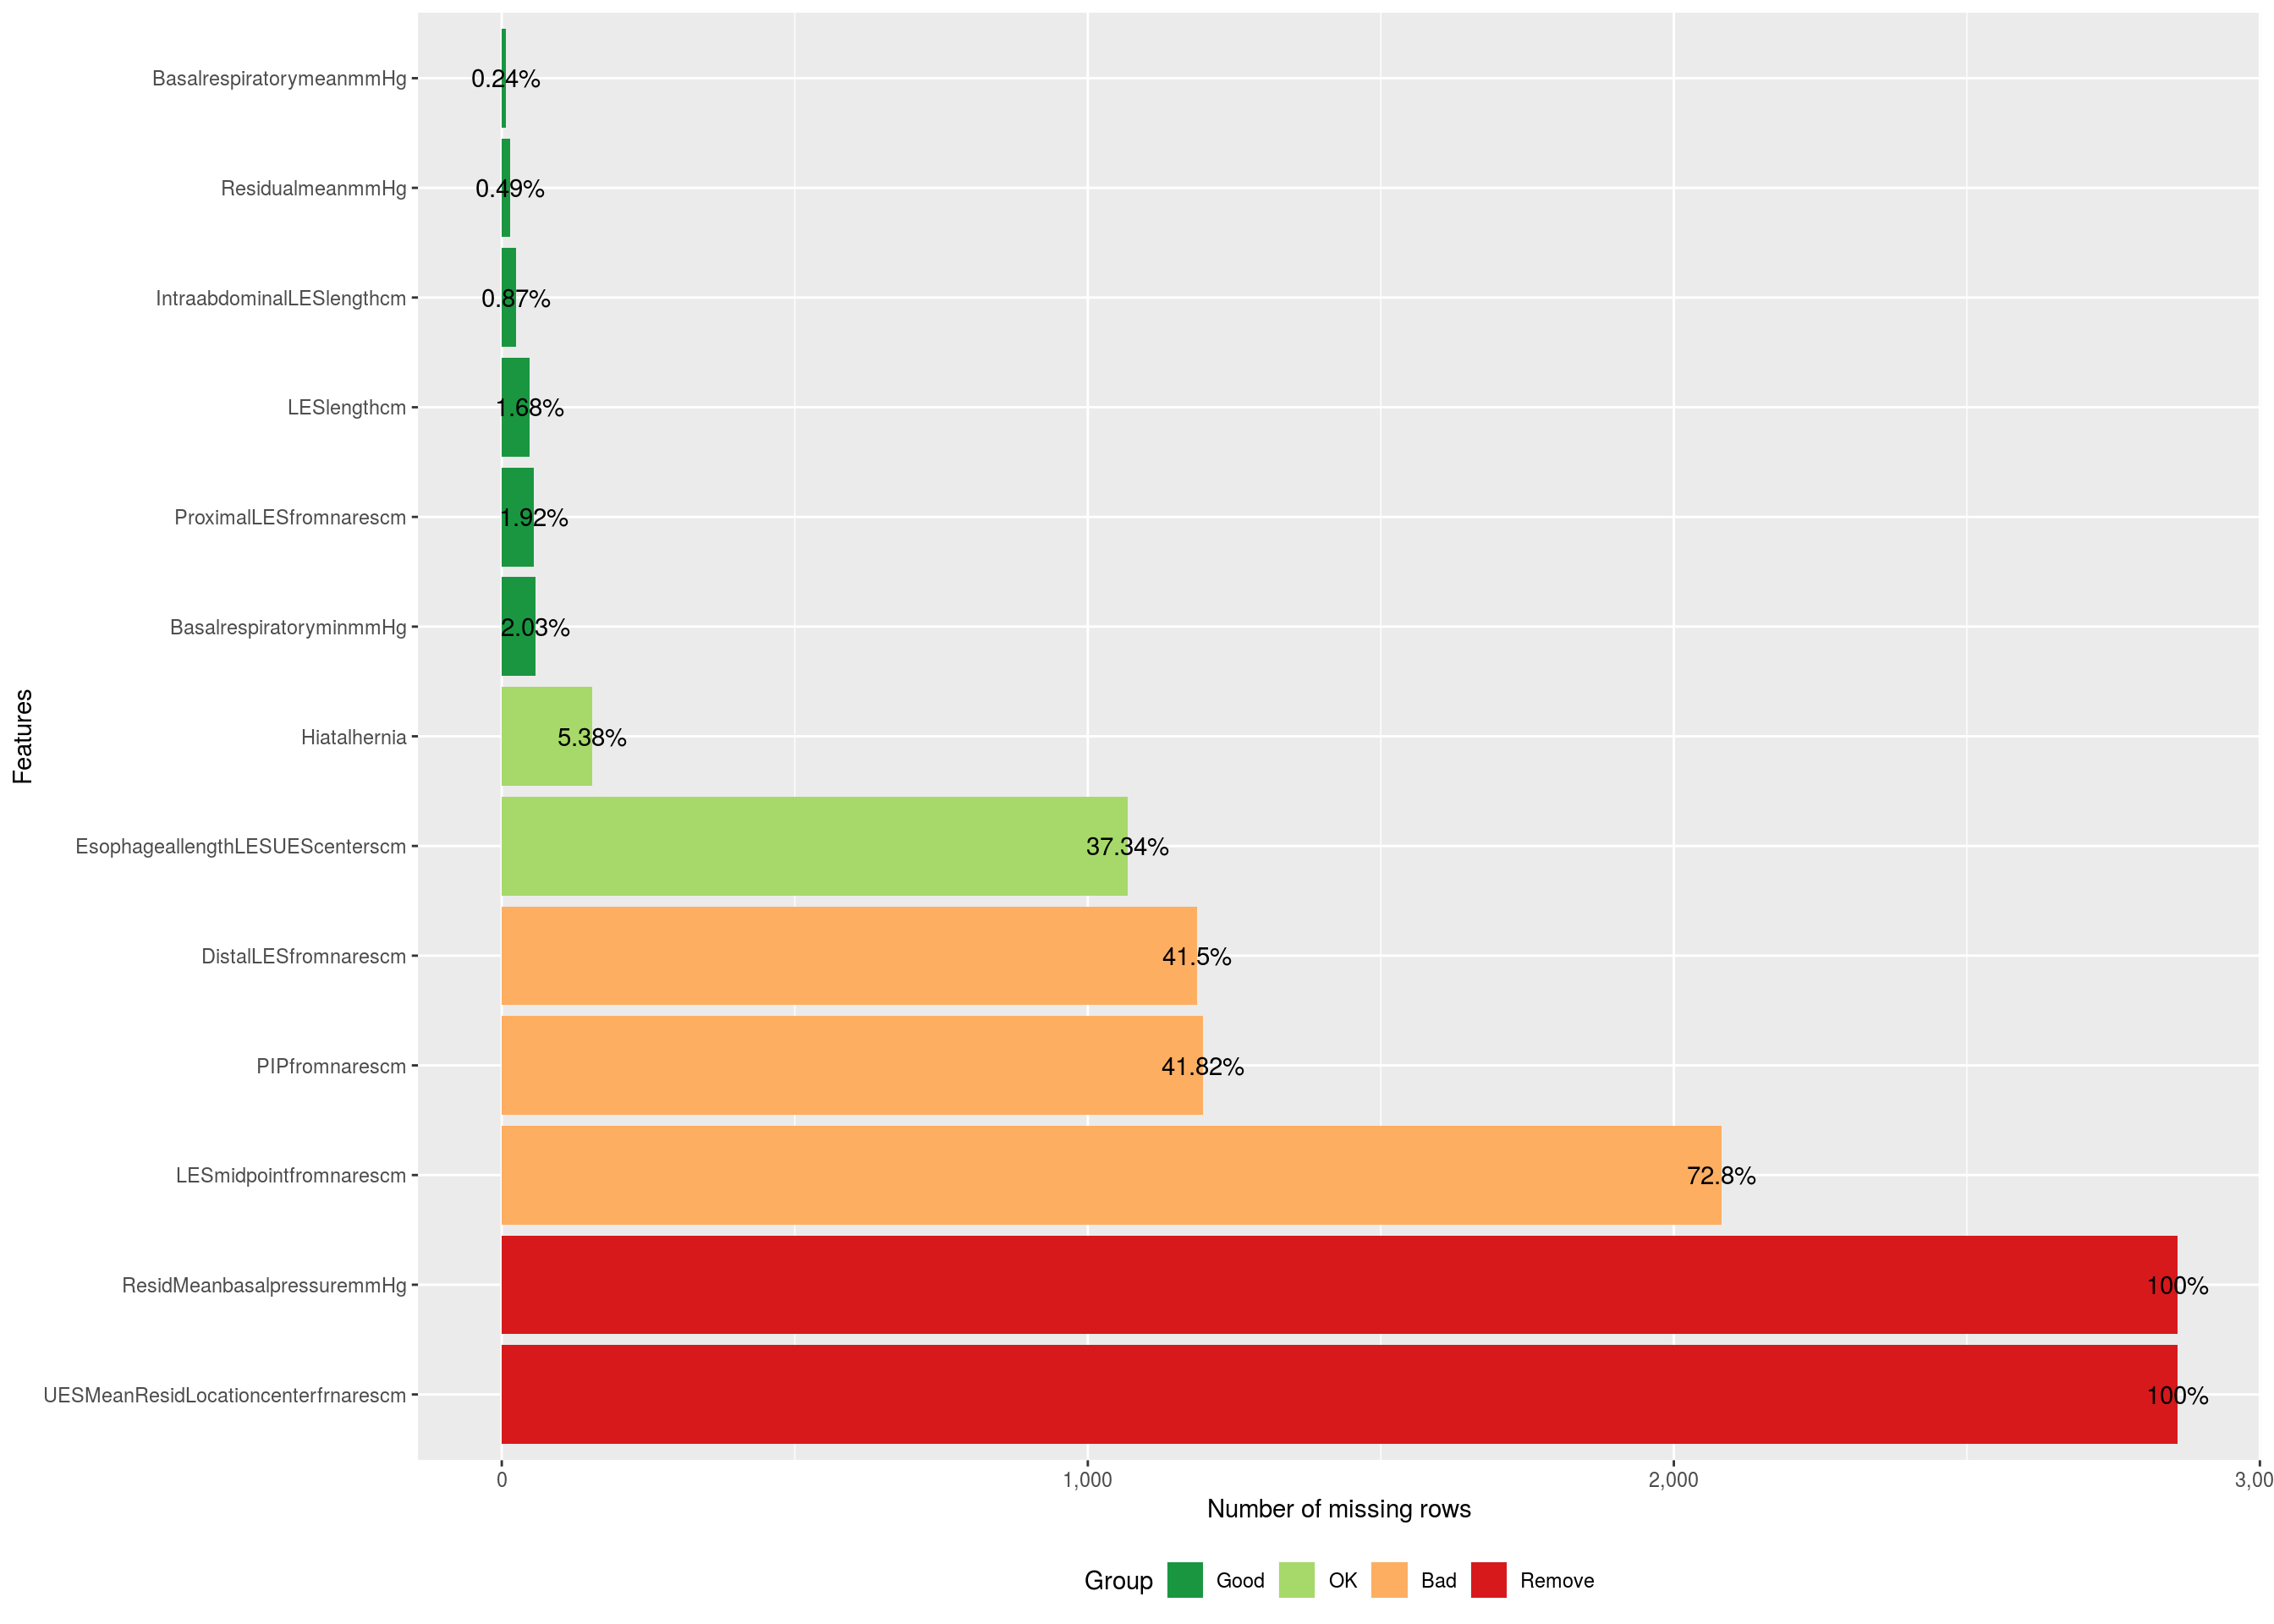 BasalrespiratorymeanmmHg
0.24%
ResidualmeanmmHg
0.49%
IntraabdominalLESlengthcm
0.87%
LESlengthcm
1.68%
ProximalLESfromnarescm
1.92%
BasalrespiratoryminmmHg
2.03%
Hiatalhernia
5.38%
EsophageallengthLESUEScenterscm
37.34%
DistalLESfromnarescm
41.5%
PIPfromnarescm
41.82%
LESmidpointfromnarescm
72.8%
ResidMeanbasalpressuremmHg
100%
UESMeanResidLocationcenterfrnarescm
100%
Features
0 1,000 2,000 3,00
Number of missing rows
Group Good OK Bad Remove